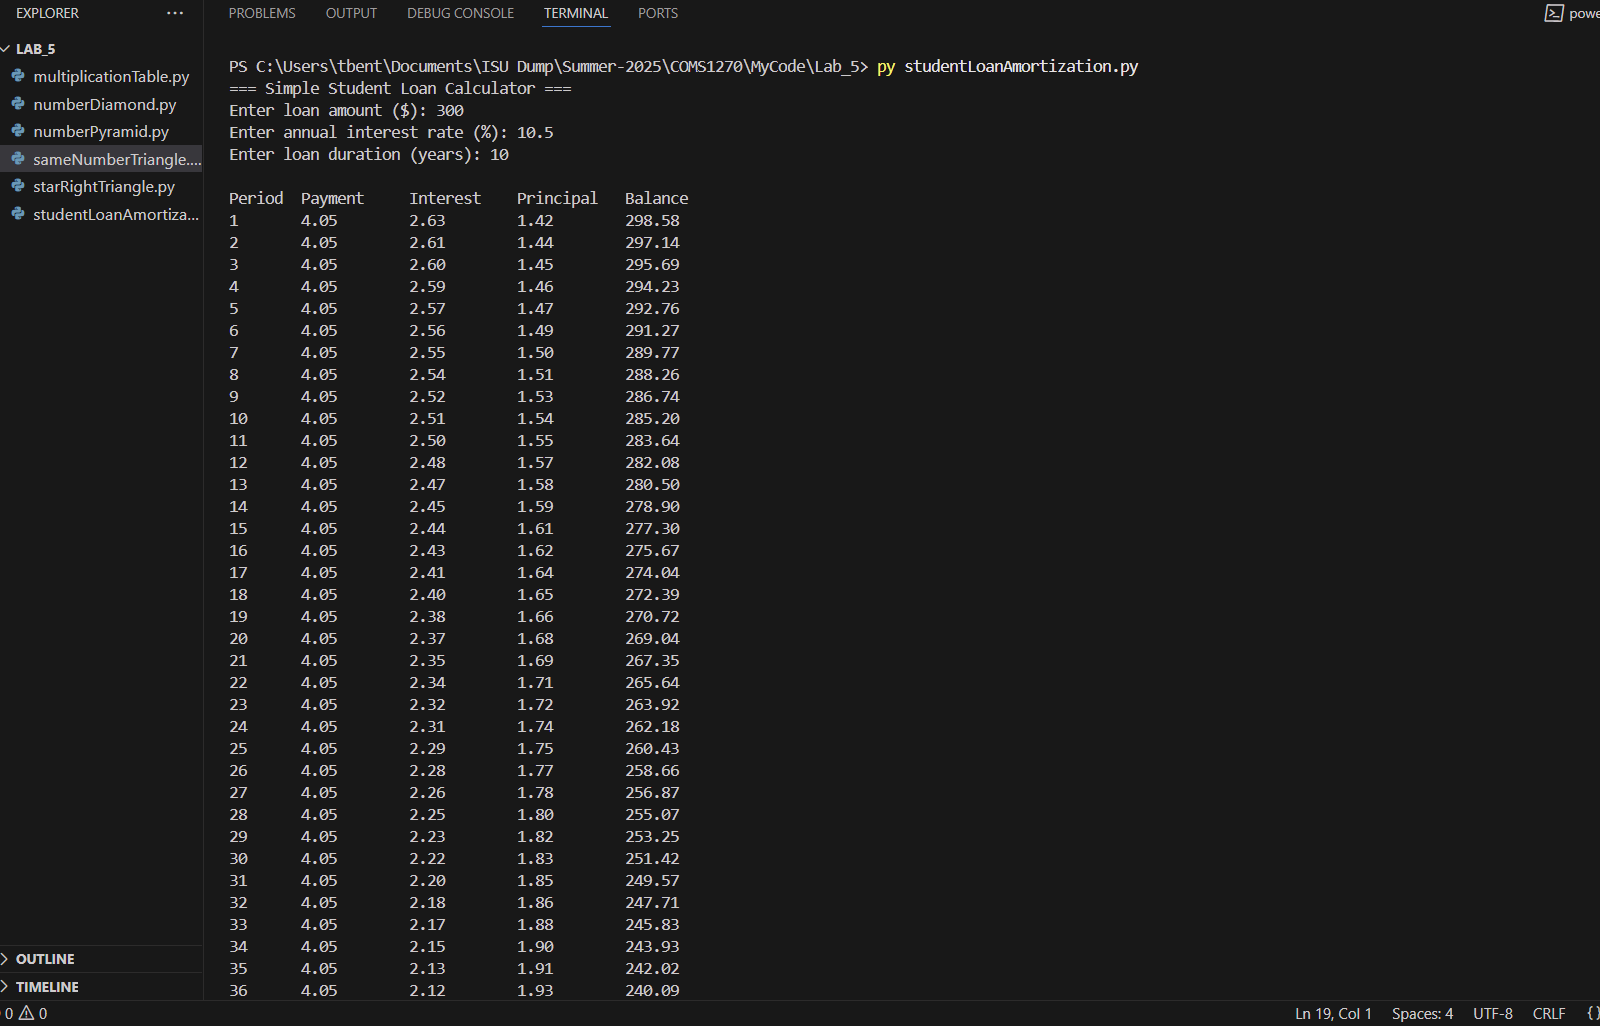 EXPLORER ···
LAB_5
multiplicationTable.py
numberDiamond.py
numberPyramid.py
sameNumberTriangle....
starRightTriangle.py
studentLoanAmortiza...
OUTLINE
TIMELINE
PROBLEMS OUTPUT DEBUG CONSOLE TERMINAL PORTS
PS C:\Users\tbent\Documents\ISU Dump\Summer-2025\COMS1270\MyCode\Lab_5> py studentLoanAmortization.py
=== Simple Student Loan Calculator ===
Enter loan amount ($): 300
Enter annual interest rate (%): 10.5
Enter loan duration (years): 10
Period Payment Interest Principal Balance
1 4.05 2.63 1.42 298.58
2 4.05 2.61 1.44 297.14
3 4.05 2.60 1.45 295.69
4 4.05 2.59 1.46 294.23
5 4.05 2.57 1.47 292.76
6 4.05 2.56 1.49 291.27
7 4.05 2.55 1.50 289.77
8 4.05 2.54 1.51 288.26
9 4.05 2.52 1.53 286.74
10 4.05 2.51 1.54 285.20
11 4.05 2.50 1.55 283.64
12 4.05 2.48 1.57 282.08
13 4.05 2.47 1.58 280.50
14 4.05 2.45 1.59 278.90
15 4.05 2.44 1.61 277.30
16 4.05 2.43 1.62 275.67
17 4.05 2.41 1.64 274.04
18 4.05 2.40 1.65 272.39
19 4.05 2.38 1.66 270.72
20 4.05 2.37 1.68 269.04
21 4.05 2.35 1.69 267.35
22 4.05 2.34 1.71 265.64
23 4.05 2.32 1.72 263.92
24 4.05 2.31 1.74 262.18
25 4.05 2.29 1.75 260.43
26 4.05 2.28 1.77 258.66
27 4.05 2.26 1.78 256.87
28 4.05 2.25 1.80 255.07
29 4.05 2.23 1.82 253.25
30 4.05 2.22 1.83 251.42
31 4.05 2.20 1.85 249.57
32 4.05 2.18 1.86 247.71
33 4.05 2.17 1.88 245.83
34 4.05 2.15 1.90 243.93
35 4.05 2.13 1.91 242.02
36 4.05 2.12 1.93 240.09
powe
0 0
Ln 19, Col 1 Spaces: 4 UTF-8 CRLF {}